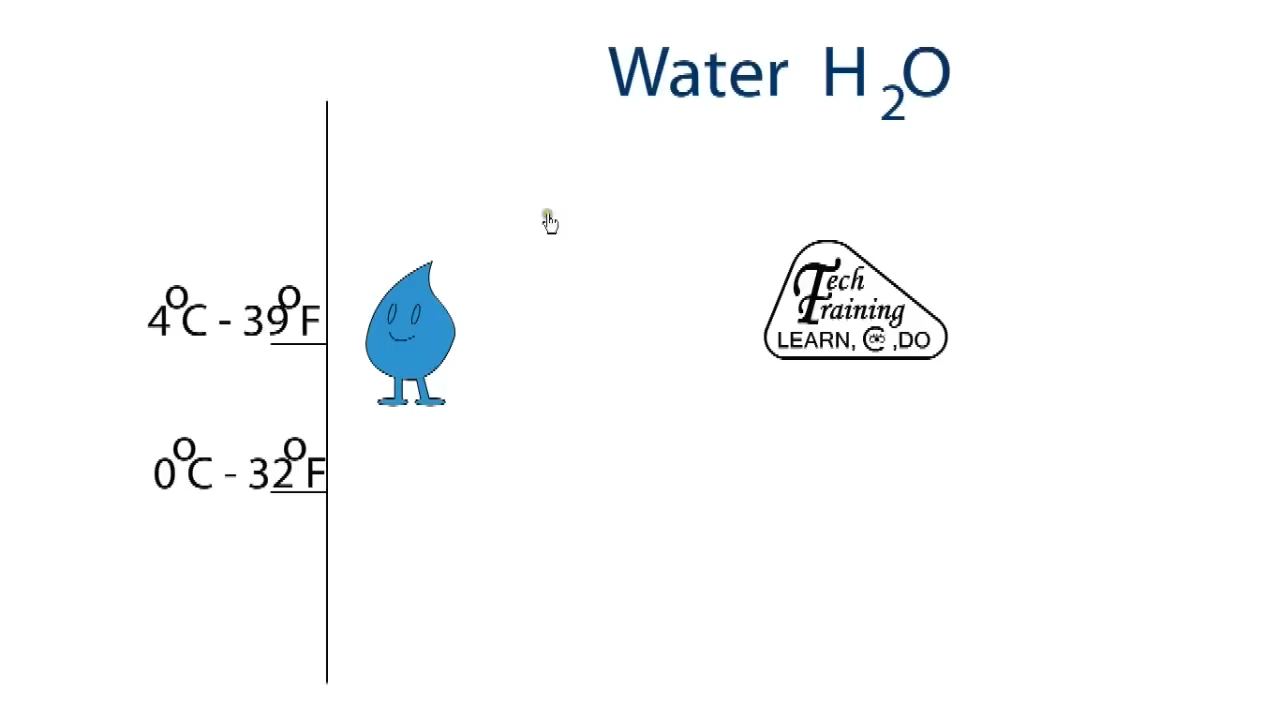 Water H₂O
4°C - 39°F
Tech
Training
LEARN, C ,DO
0°C - 32°F